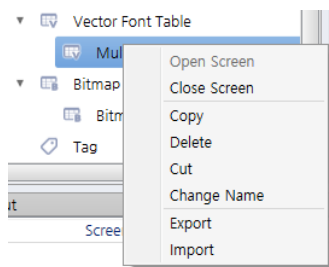 Vector Font Table
Mul
Open Screen
Bitmap
Close Screen
Bitm
Copy
Tag
Delete
Cut
Change Name
ut
Scree
Export
Import